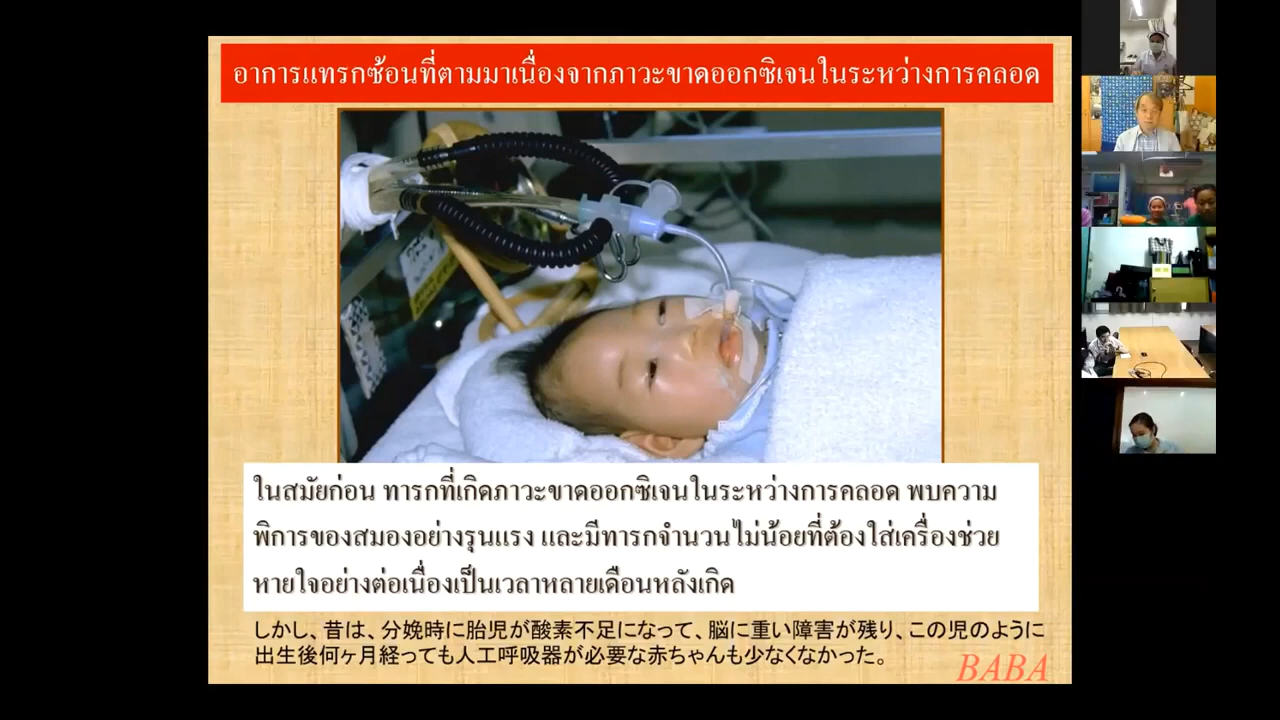 อาการแทรกซ้อนที่ตามมาเนื่องจากภาวะขาดออกซิเจนในระหว่างการคลอด
ในสมัยก่อน ทารกที่เกิดภาวะขาดออกซิเจนในระหว่างการคลอด พบความ
พิการของสมองอย่างรุนแรง และมีทารกจำนวนไม่น้อยที่ต้องใส่เครื่องช่วย
หายใจอย่างต่อเนื่องเป็นเวลาหลายเดือนหลังเกิด
しかし、昔は、分娩時に胎児が酸素不足になって、脳に重い障害が残り、この児のように
出生後何ヶ月経っても人工呼吸器が必要な赤ちゃんも少なくなかった。
BABA